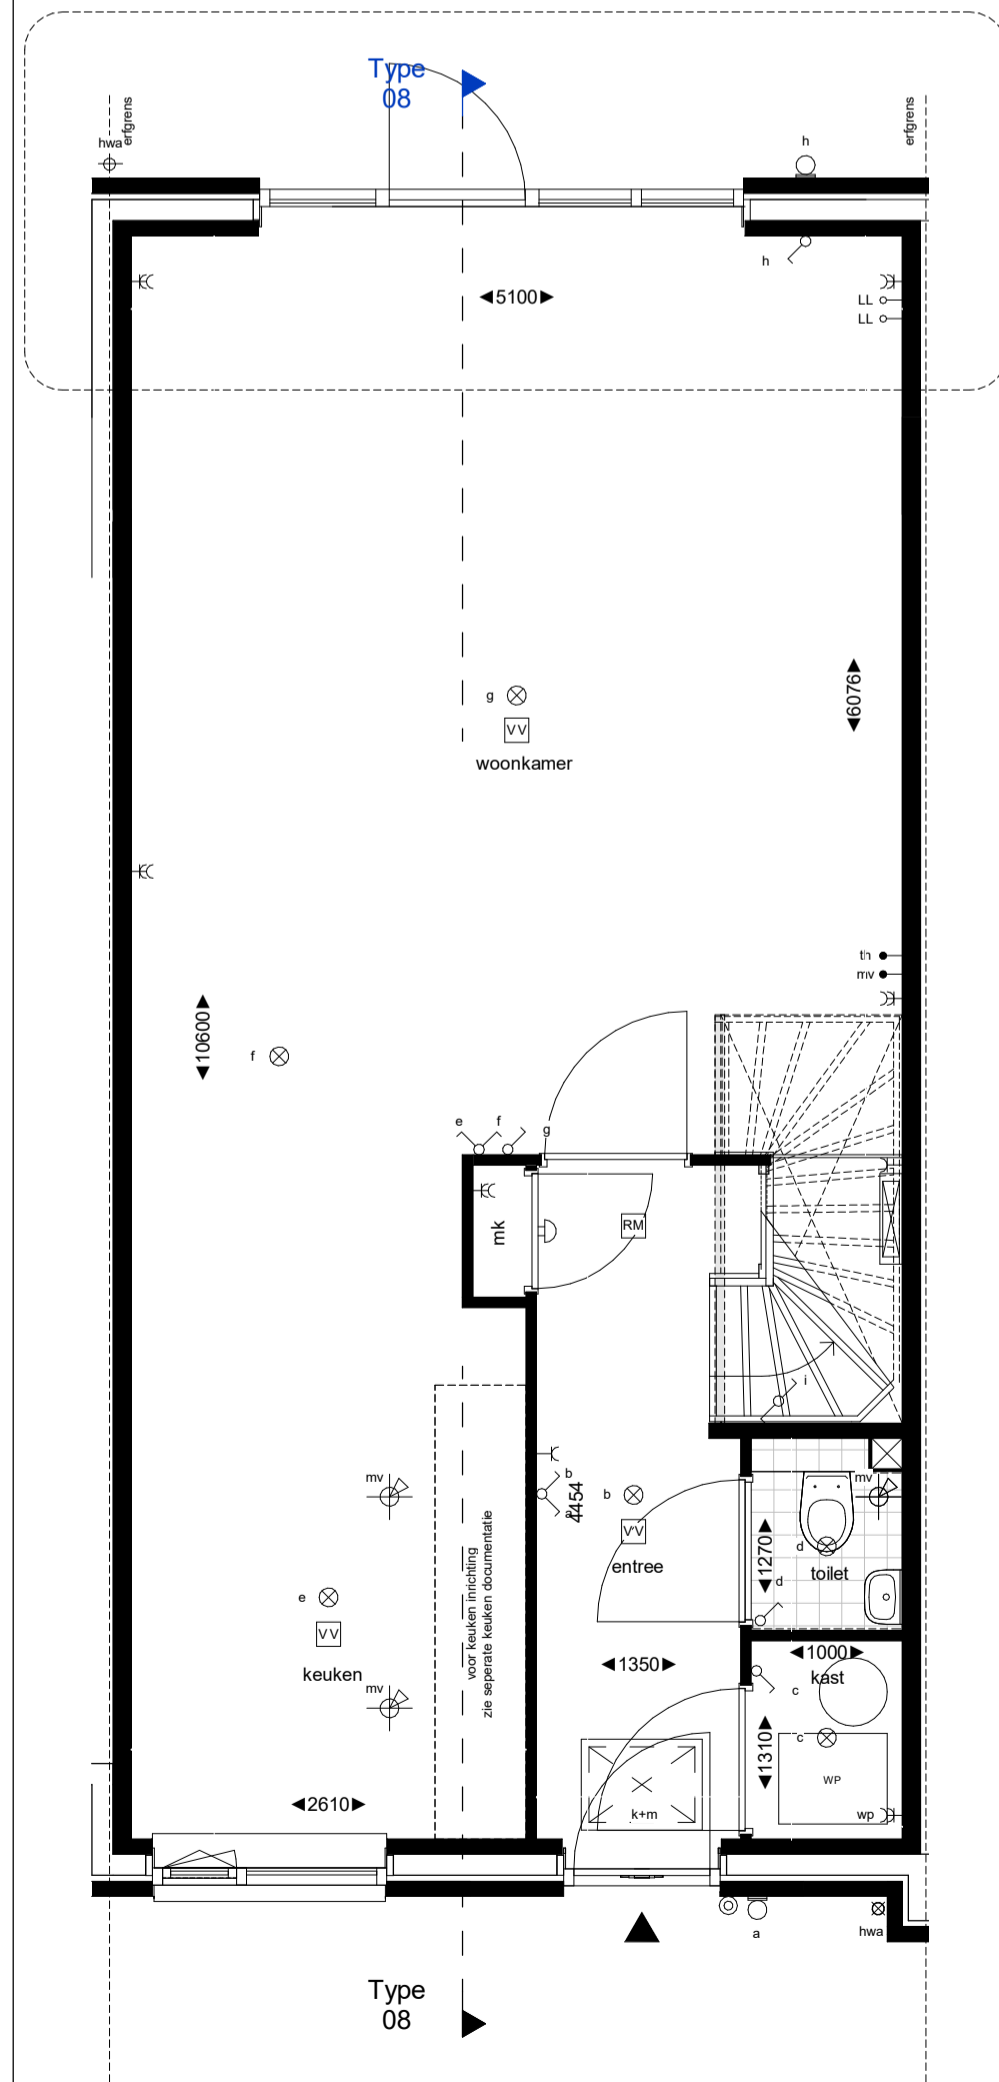 Type
08
erfgrens
erfgrens
hwa
h
h
5100
LL
LL
6076
g
VV
woonkamer
th
mv
10600
f
e
f
g
mk
RM
i
mv
b
a
4454
b
VV
entree
mv
d
toilet
1270
d
e
VV
keuken
mv
voor keuken inrichting
zie seperate keuken documentatie
1350
1000
kast
c
c
1310
WP
wp
k+m
2610
a
hwa
Type
08